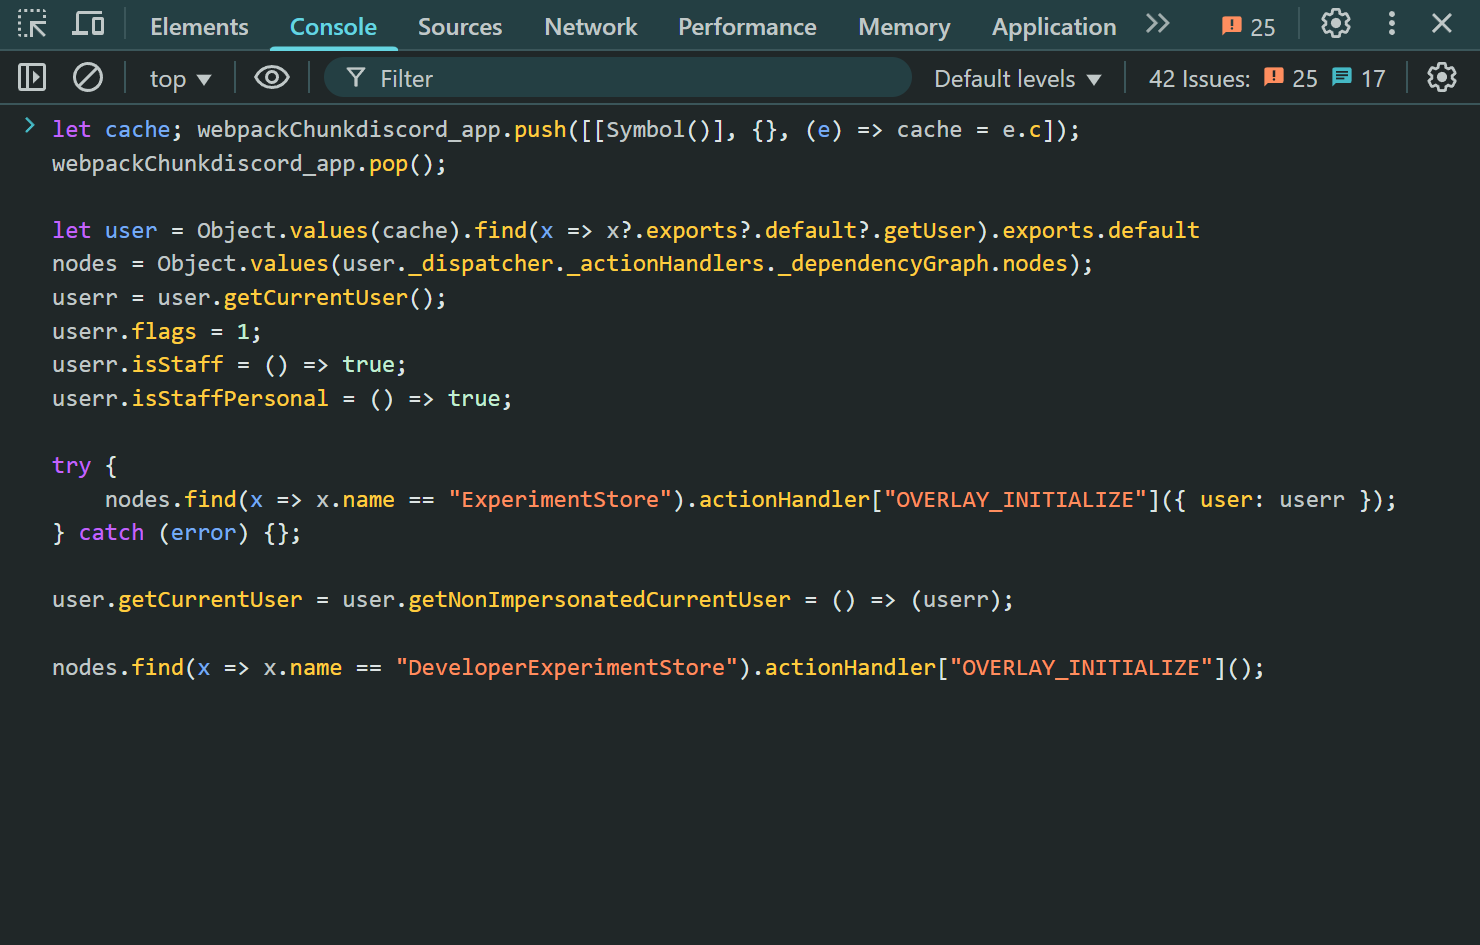 Elements Console Sources Network Performance Memory Application 25
top Filter Default levels 42 Issues: 25 17
let cache; webpackChunkdiscord_app.push([[Symbol()], {}, (e) => cache = e.c]);
webpackChunkdiscord_app.pop();
let user = Object.values(cache).find(x => x?.exports?.default?.getUser).exports.default
nodes = Object.values(user._dispatcher._actionHandlers._dependencyGraph.nodes);
userr = user.getCurrentUser();
userr.flags = 1;
userr.isStaff = () => true;
userr.isStaffPersonal = () => true;
try {
    nodes.find(x => x.name == "ExperimentStore").actionHandler["OVERLAY_INITIALIZE"]({ user: userr });
} catch (error) {};
user.getCurrentUser = user.getNonImpersonatedCurrentUser = () => (userr);
nodes.find(x => x.name == "DeveloperExperimentStore").actionHandler["OVERLAY_INITIALIZE"]();